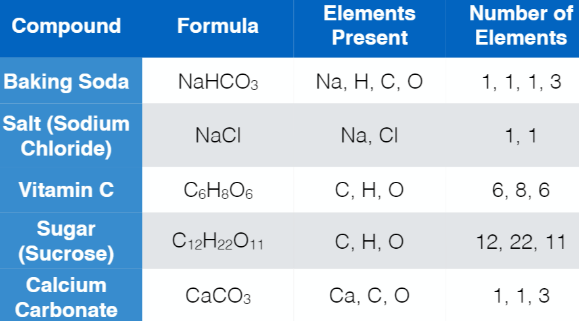 Compound Formula Elements Present Number of Elements
Baking Soda NaHCO₃ Na, H, C, O 1, 1, 1, 3
Salt (Sodium Chloride) NaCl Na, Cl 1, 1
Vitamin C C₆H₈O₆ C, H, O 6, 8, 6
Sugar (Sucrose) C₁₂H₂₂O₁₁ C, H, O 12, 22, 11
Calcium Carbonate CaCO₃ Ca, C, O 1, 1, 3